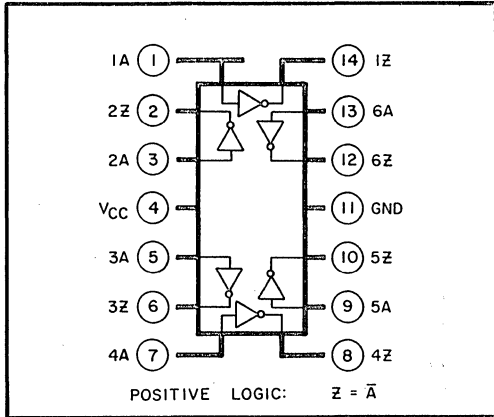 1A 1 14 1Z
2Z 2 13 6A
2A 3 12 6Z
VCC 4 11 GND
3A 5 10 5Z
3Z 6 9 5A
4A 7 8 4Z
POSITIVE LOGIC: Z = A̅